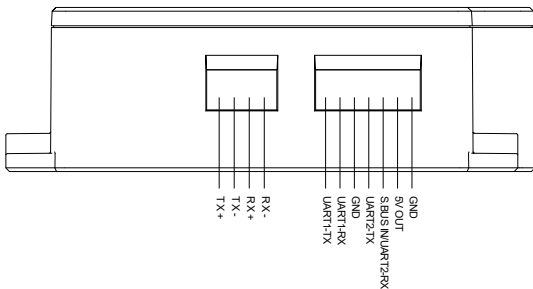 TX+
TX-
RX+
RX-
UART1-TX
UART1-RX
GND
UART2-TX
S.BUS IN/UART2-RX
5V OUT
GND